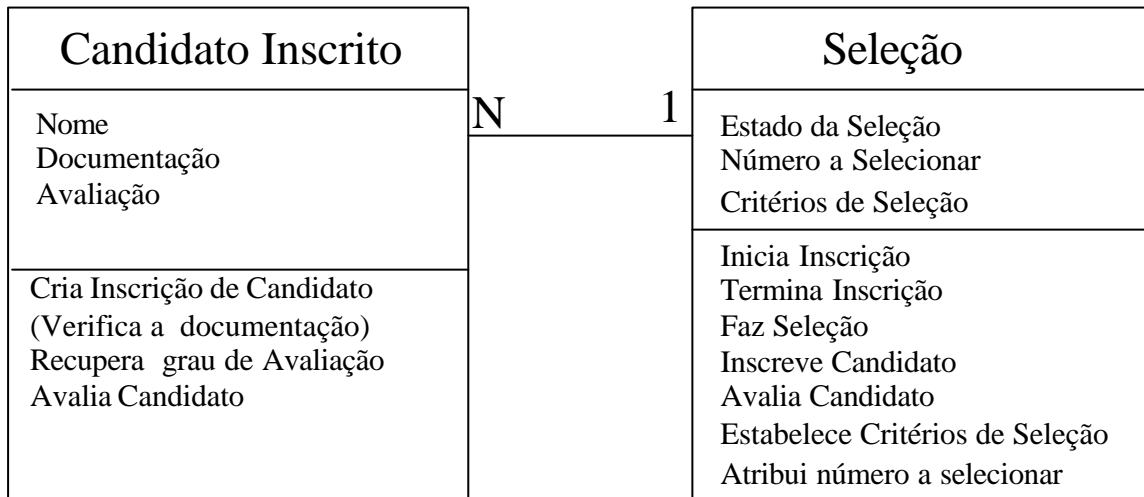 Candidato Inscrito
Nome
Documentação
Avaliação
Cria Inscrição de Candidato
(Verifica a documentação)
Recupera grau de Avaliação
Avalia Candidato
N
1
Seleção
Estado da Seleção
Número a Selecionar
Critérios de Seleção
Inicia Inscrição
Termina Inscrição
Faz Seleção
Inscreve Candidato
Avalia Candidato
Estabelece Critérios de Seleção
Atribui número a selecionar